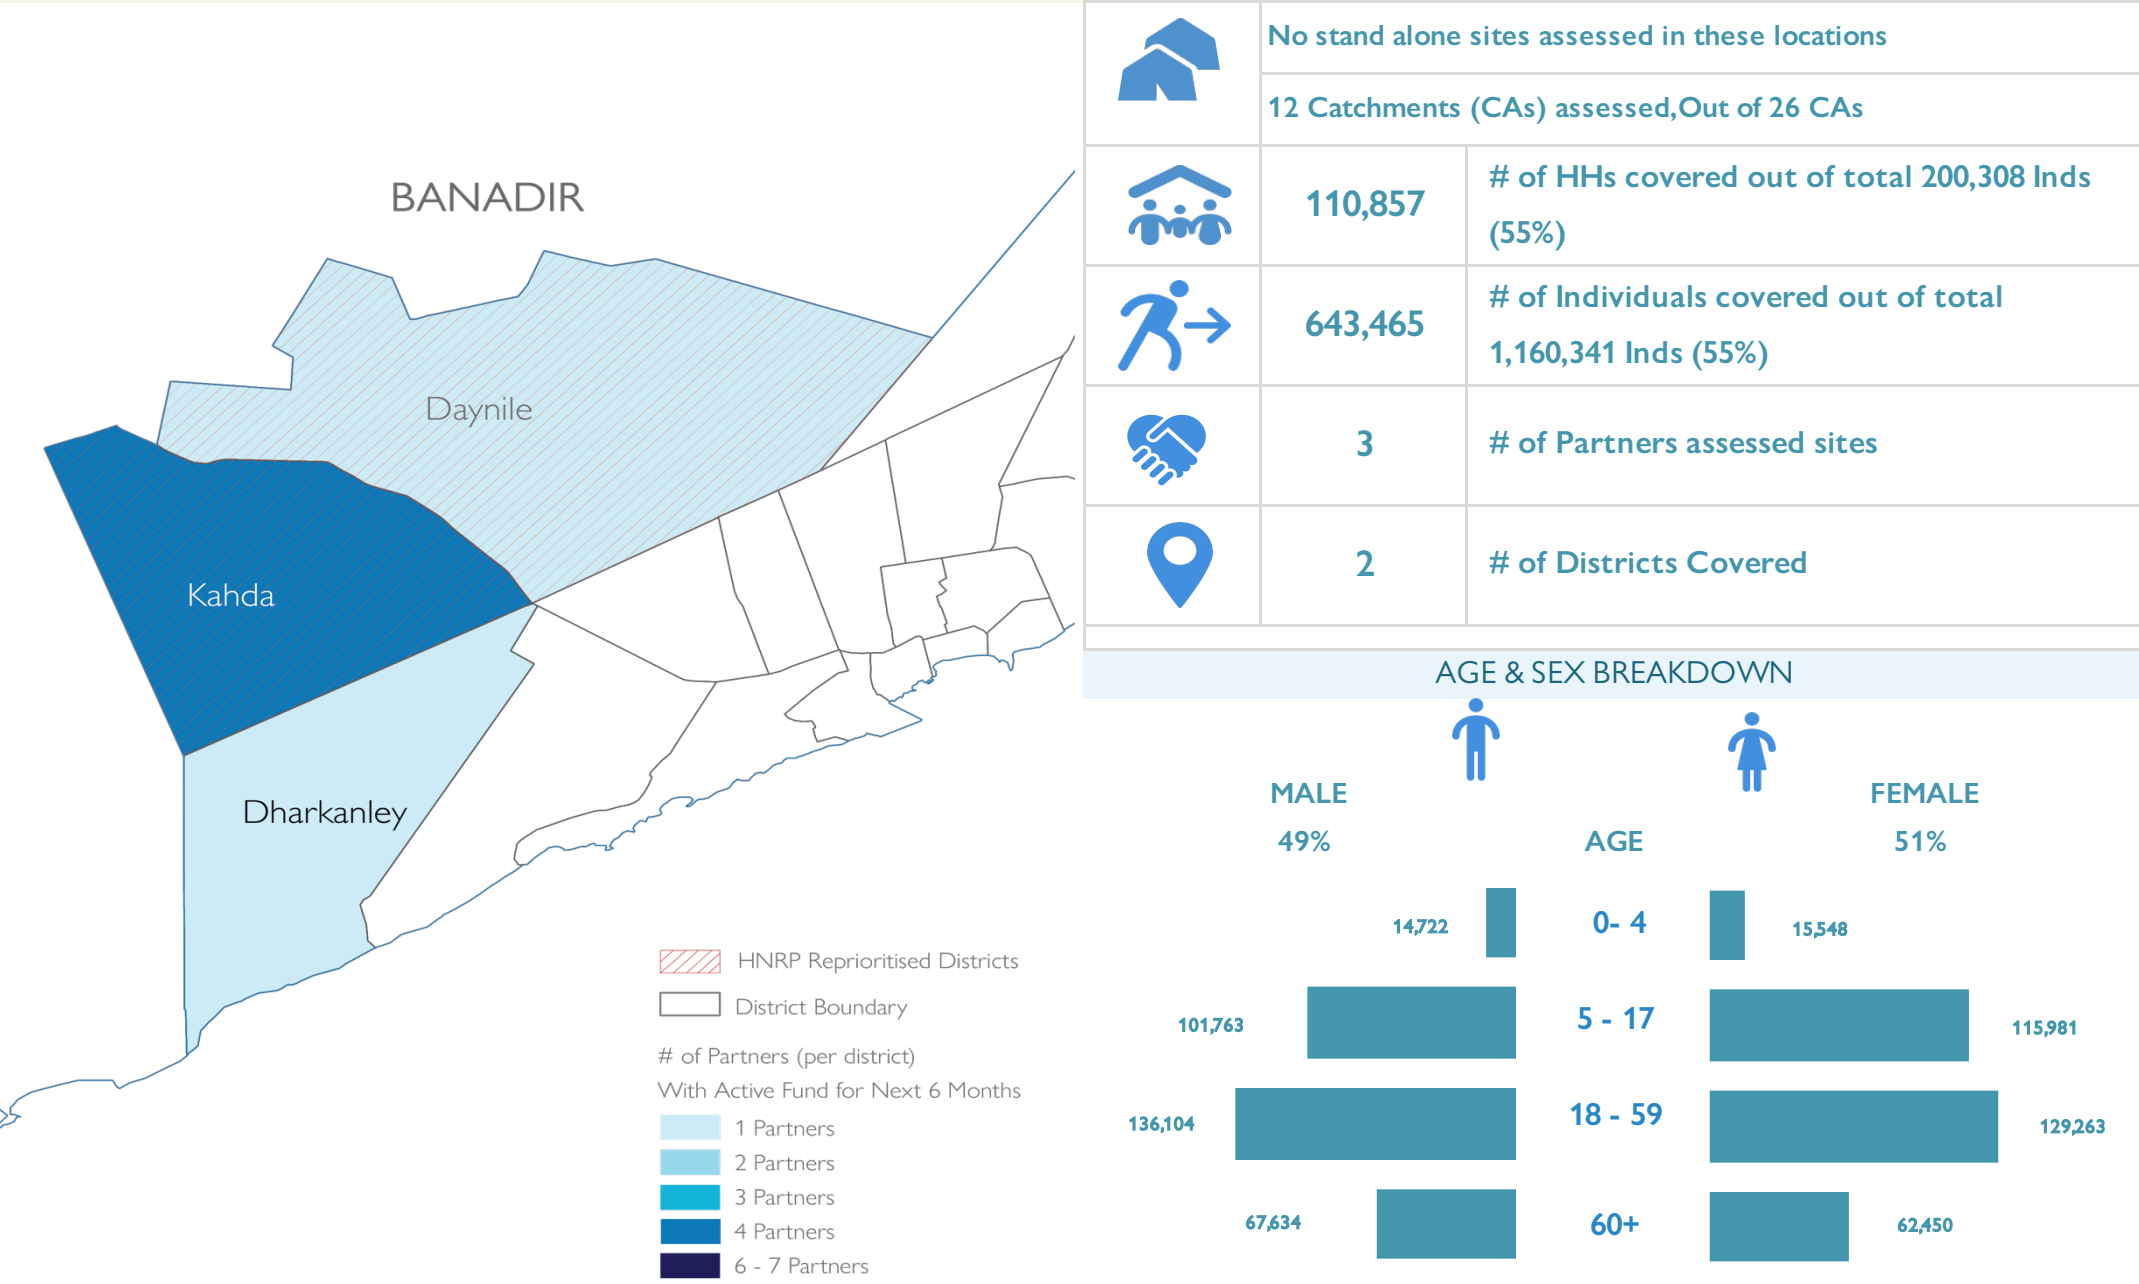 BANADIR
Daynile
Kahda
Dharkanley
HNRP Reprioritised Districts
District Boundary
# of Partners (per district)
With Active Fund for Next 6 Months
1 Partners
2 Partners
3 Partners
4 Partners
6 - 7 Partners
No stand alone sites assessed in these locations
12 Catchments (CAs) assessed,Out of 26 CAs
110,857
# of HHs covered out of total 200,308 Inds
(55%)
643,465
# of Individuals covered out of total
1,160,341 Inds (55%)
3
# of Partners assessed sites
2
# of Districts Covered
AGE & SEX BREAKDOWN
MALE
FEMALE
49%
AGE
51%
14,722
0- 4
15,548
101,763
5 - 17
115,981
136,104
18 - 59
129,263
67,634
60+
62,450